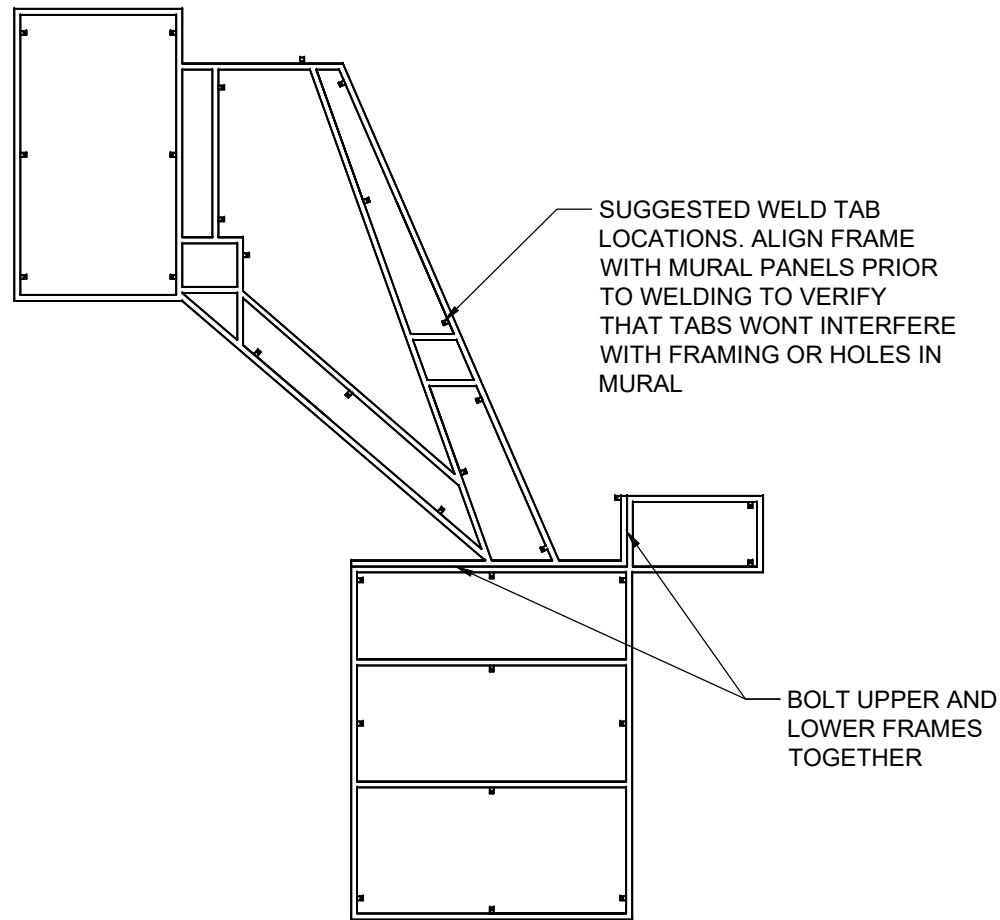 SUGGESTED WELD TAB
LOCATIONS. ALIGN FRAME
WITH MURAL PANELS PRIOR
TO WELDING TO VERIFY
THAT TABS WONT INTERFERE
WITH FRAMING OR HOLES IN
MURAL
BOLT UPPER AND
LOWER FRAMES
TOGETHER